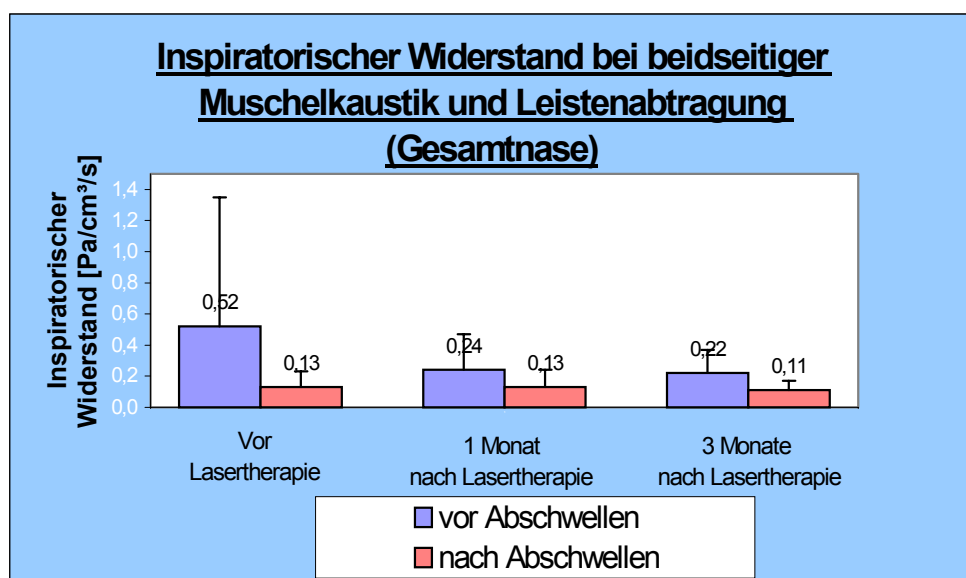 Inspiratorischer Widerstand bei beidseitiger
Muschelkaustik und Leistenabtragung
(Gesamtnase)
Inspiratorischer
Widerstand [Pa/cm³/s]
1,4
1,2
1,0
0,8
0,6
0,4
0,2
0,0
0,52
0,13
0,24
0,13
0,22
0,11
Vor
Lasertherapie
1 Monat
nach Lasertherapie
3 Monate
nach Lasertherapie
vor Abschwellen
nach Abschwellen